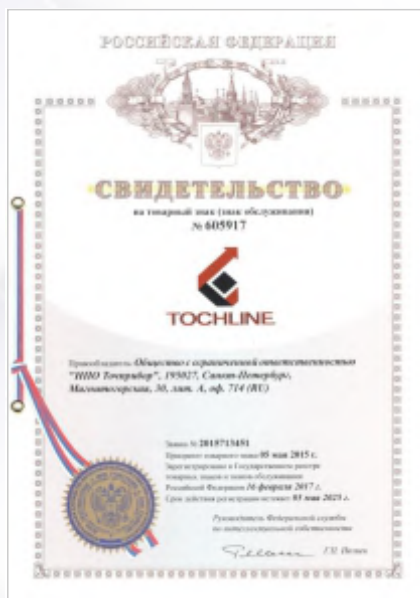 РОССИЙСКАЯ ФЕДЕРАЦИЯ
СВИДЕТЕЛЬСТВО
на товарный знак (знак обслуживания)
№ 605917
TOCHLINE
Правообладатель: Общество с ограниченной ответственностью
"НПО Точприбор", 195027, Санкт-Петербург,
Магнитогорская, 30, лит. А, оф. 714 (RU)
Заявка № 2015713451
Приоритет товарного знака 05 мая 2015 г.
Зарегистрировано в Государственном реестре
товарных знаков и знаков обслуживания
Российской Федерации 16 февраля 2017 г.
Срок действия регистрации истекает 05 мая 2025 г.
Руководитель Федеральной службы
по интеллектуальной собственности
Г.П. Ивлиев